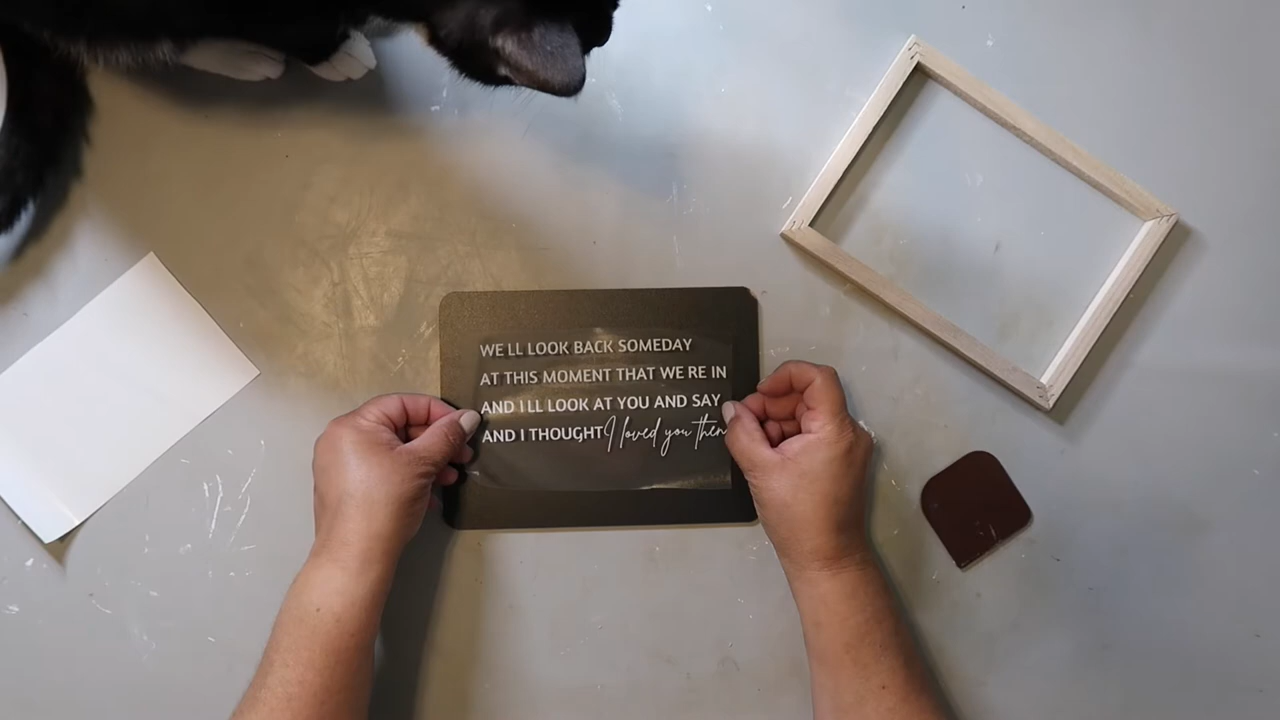 WE LL LOOK BACK SOMEDAY
AT THIS MOMENT THAT WE RE IN
AND I LL LOOK AT YOU AND SAY
AND I THOUGHT I loved you then